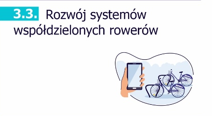 3.3. Rozwój systemów
współdzielonych rowerów